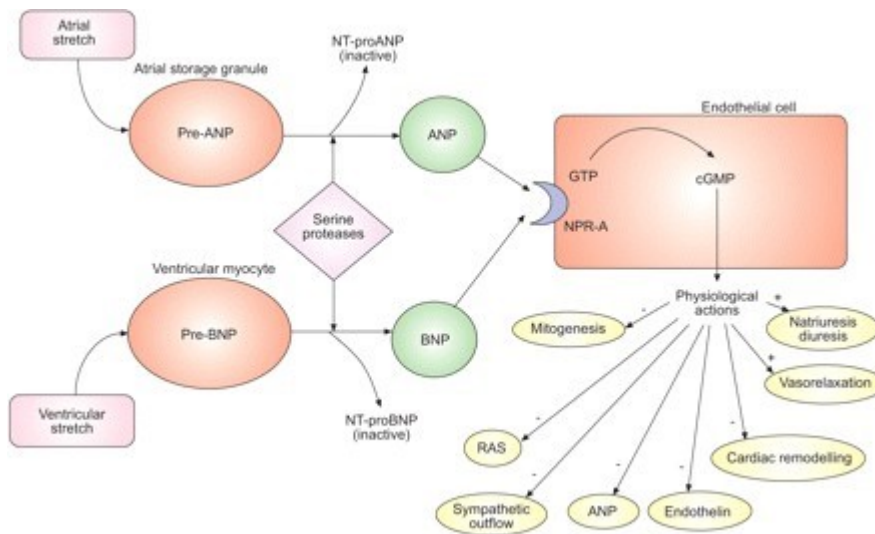 Atrial
stretch
NT-proANP
(inactive)
Atrial storage granule
Endothelial cell
Pre-ANP
ANP
GTP
cGMP
NPR-A
Serine
proteases
Ventricular myocyte
Physiological
actions
-
+
Mitogenesis
Natriuresis
diuresis
Pre-BNP
BNP
+
Vasorelaxation
Ventricular
stretch
NT-proBNP
(inactive)
-
-
RAS
Cardiac remodelling
-
-
-
Sympathetic
outflow
ANP
Endothelin